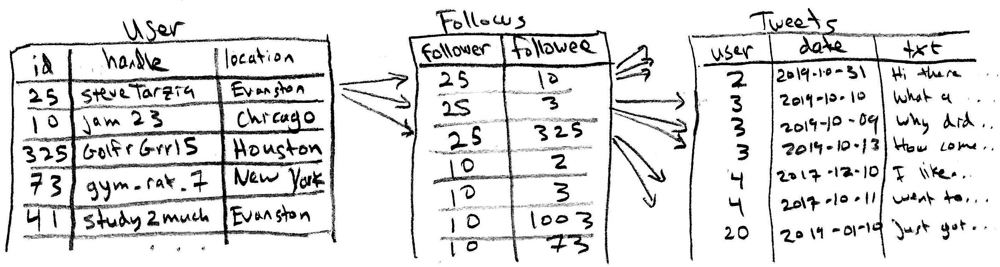 User
id handle location
25 SteveTarzia Evanston
10 jam 23 Chicago
325 GolfrGrrl5 Houston
73 gym_rat_7 New York
41 Study2much Evanston
. . .
Follows
follower followee
25 10
25 3
25 325
10 2
10 3
10 1003
10 73
Tweets
user date txt
2 2019-10-31 Hi there ...
3 2019-10-10 What a ...
3 2019-10-09 Why did..
3 2019-10-13 How come..
4 2017-12-10 I like...
4 2017-10-11 went to...
20 2019-01-10 Just got...